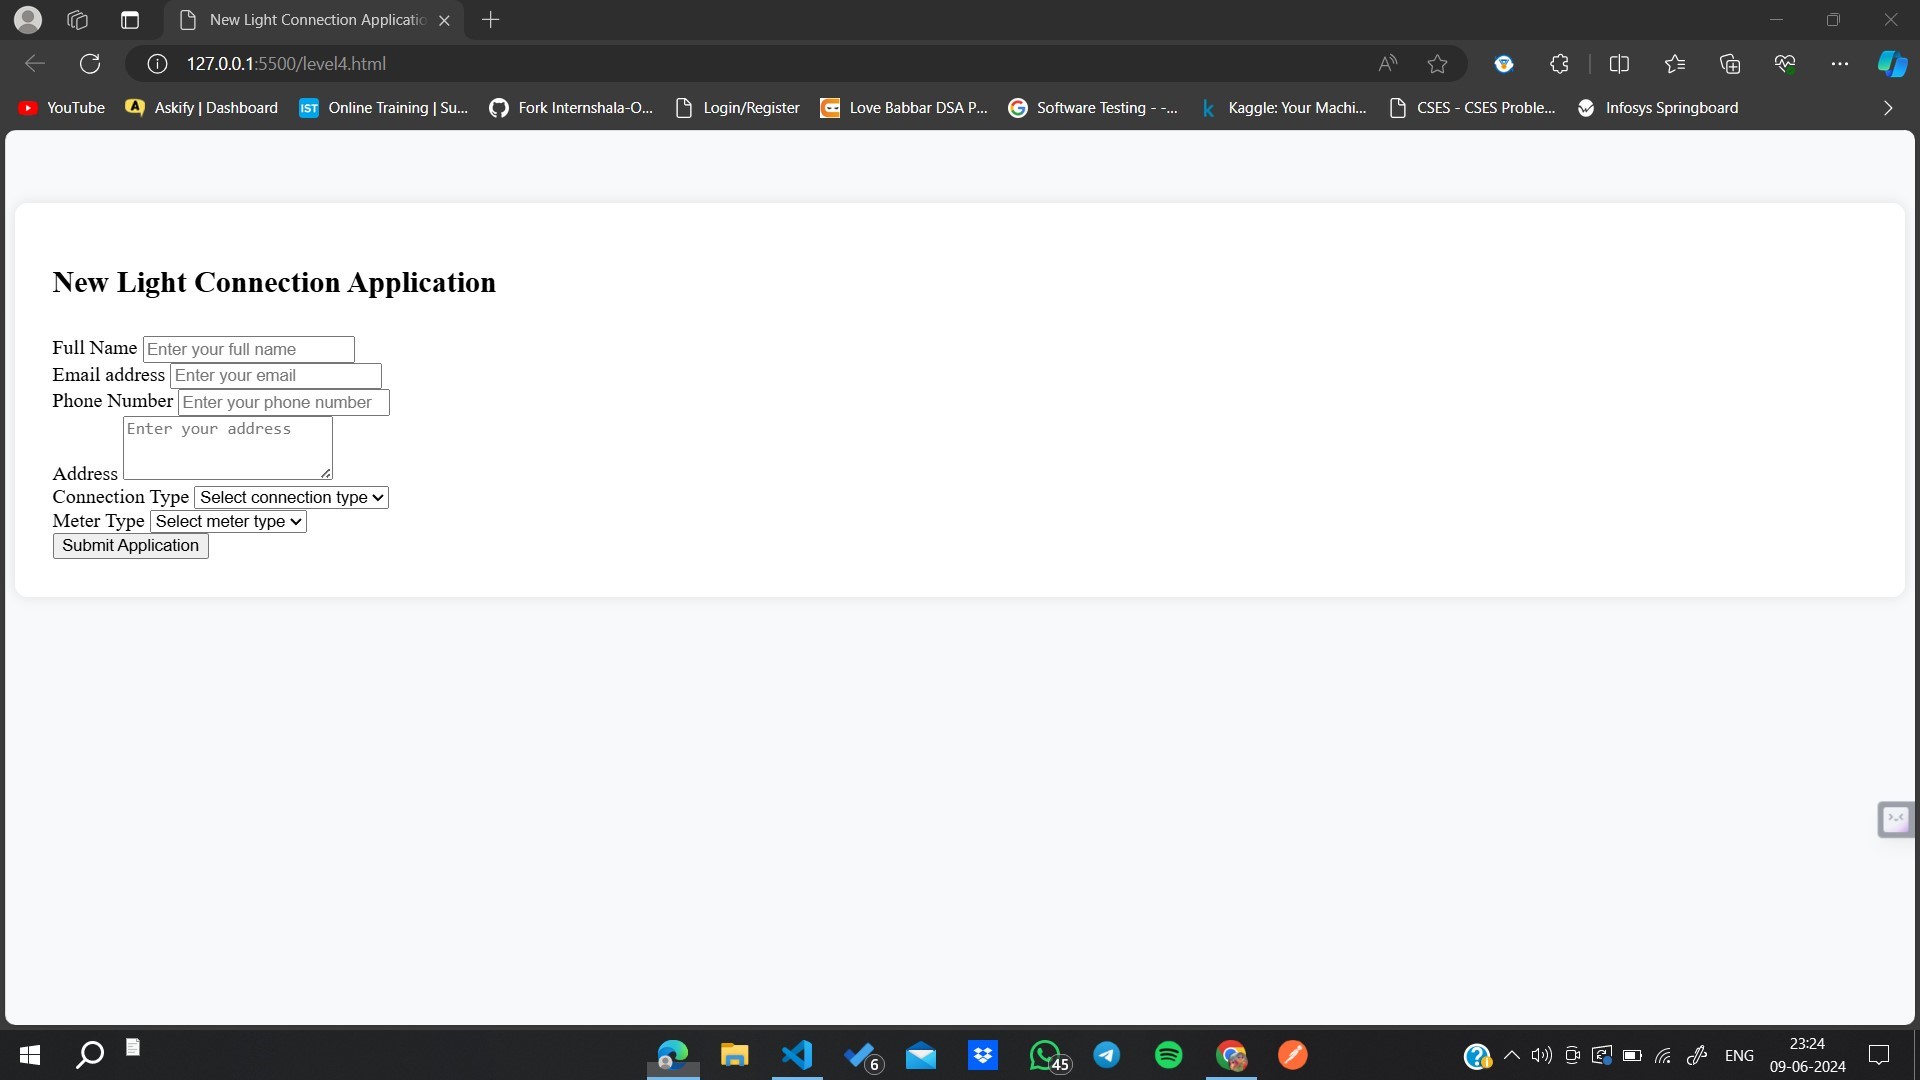 New Light Connection Applicatio
127.0.0.1:5500/level4.html
YouTube
Askify | Dashboard
IST Online Training | Su...
Fork Internshala-O...
Login/Register
Love Babbar DSA P...
Software Testing - -...
Kaggle: Your Machi...
CSES - CSES Proble...
Infosys Springboard
New Light Connection Application
Full Name Enter your full name
Email address Enter your email
Phone Number Enter your phone number
Address Enter your address
Connection Type Select connection type
Meter Type Select meter type
Submit Application
6
45
ENG
23:24
09-06-2024